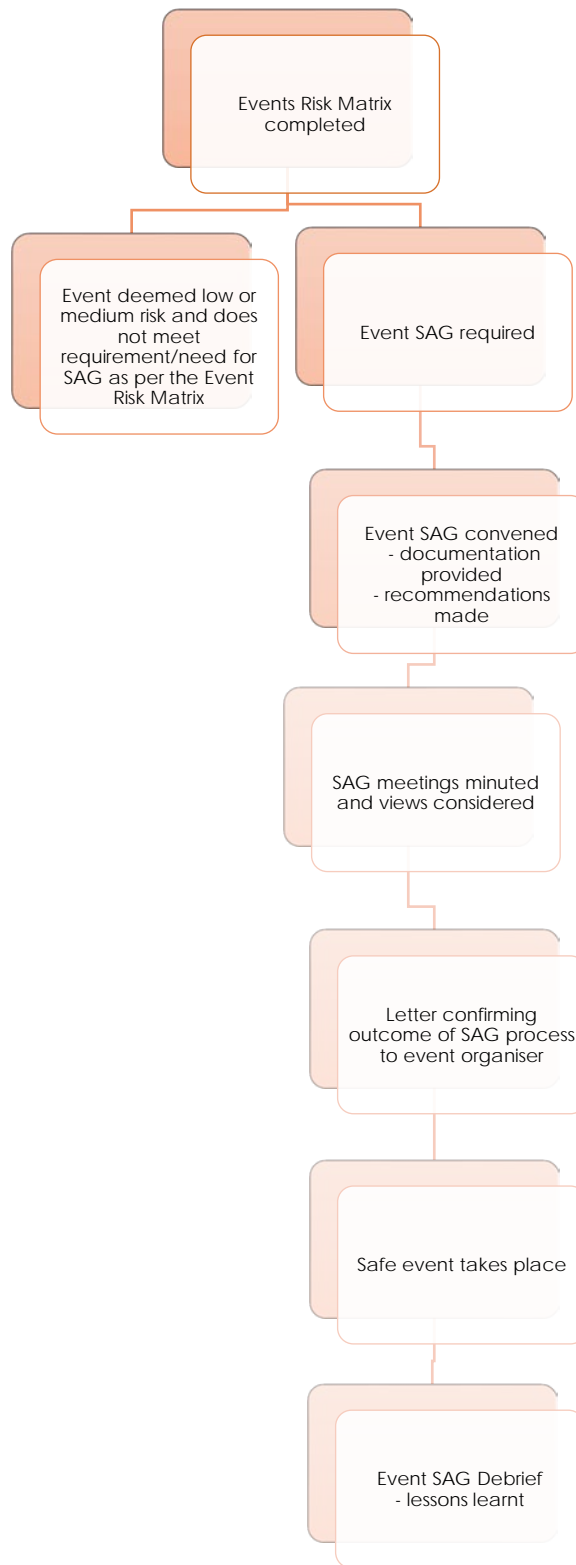 Events Risk Matrix
completed
Event deemed low or
medium risk and does
not meet
requirement/need for
SAG as per the Event
Risk Matrix
Event SAG required
Event SAG convened
- documentation
provided
- recommendations
made
SAG meetings minuted
and views considered
Letter confirming
outcome of SAG process
to event organiser
Safe event takes place
Event SAG Debrief
- lessons learnt